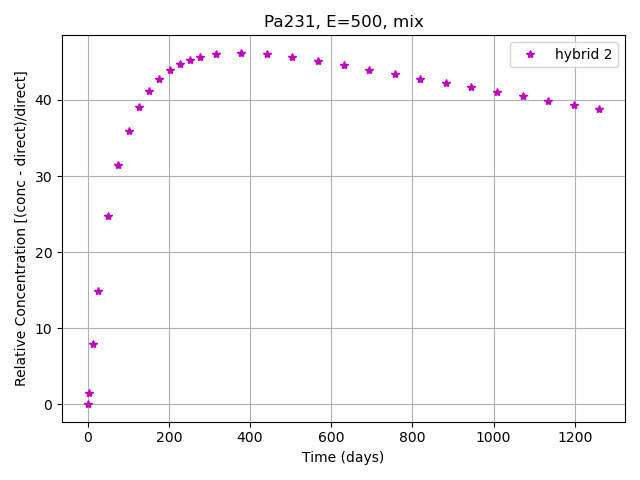 Pa231, E=500, mix
hybrid 2
Relative Concentration [(conc - direct)/direct]
40
30
20
10
0
0 200 400 600 800 1000 1200
Time (days)